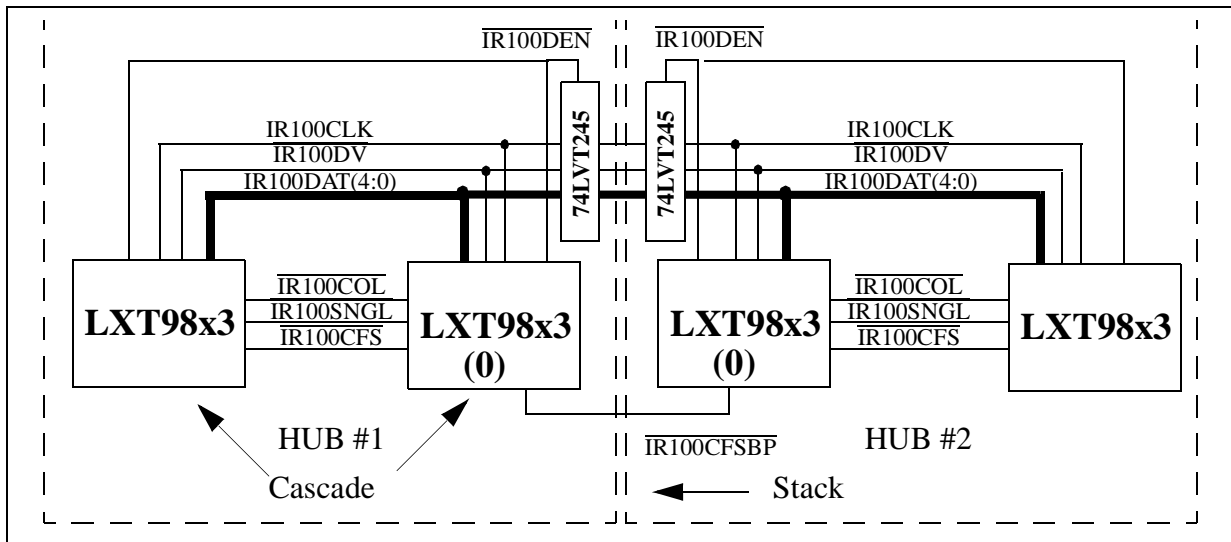 IR100DEN
IR100DEN
74LVT245
74LVT245
IR100CLK
IR100DV
IR100DAT(4:0)
IR100CLK
IR100DV
IR100DAT(4:0)
LXT98x3
IR100COL
IR100SNGL
IR100CFS
LXT98x3
(0)
LXT98x3
(0)
IR100COL
IR100SNGL
IR100CFS
LXT98x3
HUB #1
IR100CFSBP
HUB #2
Cascade
Stack